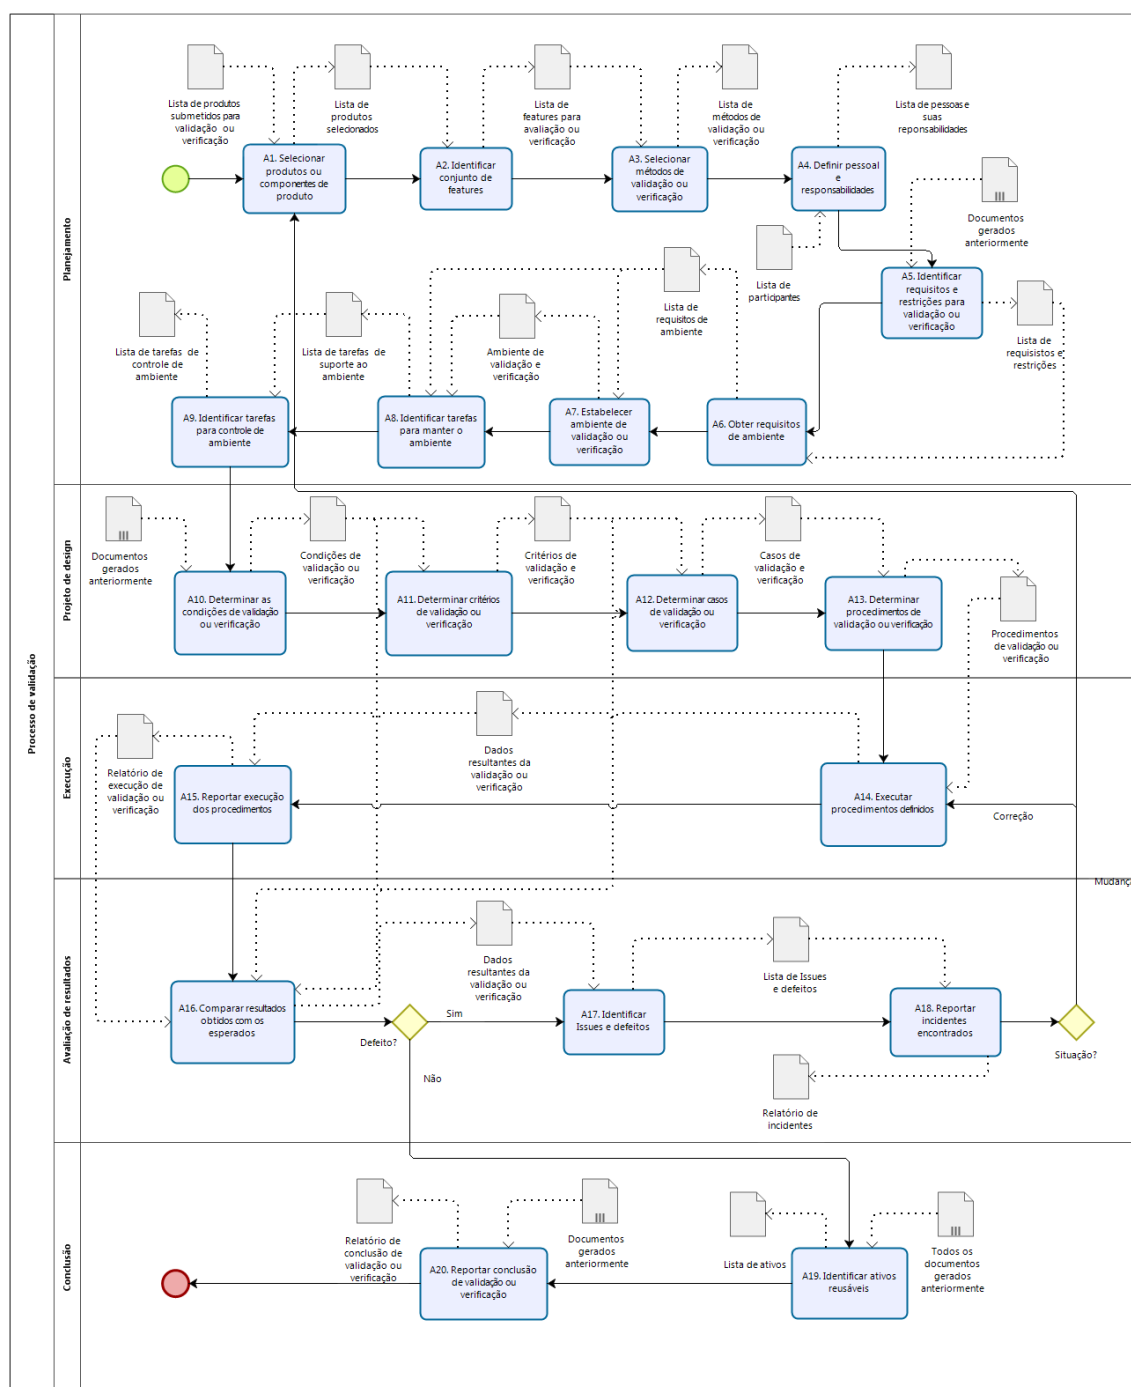 Processo de validação
Planejamento
Lista de produtos
submetidos para
validação ou
verificação
Lista de
produtos
selecionados
Lista de
features para
avaliação ou
verificação
Lista de
métodos de
validação ou
verificação
Lista de pessoas e
suas
reponsabilidades
A1. Selecionar
produtos ou
componentes de
produto
A2. Identificar
conjunto de
features
A3. Selecionar
métodos de
validação ou
verificação
A4. Definir pessoal
e
responsabilidades
Documentos
gerados
anteriormente
Lista de
participantes
A5. Identificar
requisitos e
restrições para
validação ou
verificação
Lista de
requisistos e
restrições
Lista de
requisitos de
ambiente
Ambiente de
validação e
verificação
Lista de tarefas de
suporte ao
ambiente
Lista de tarefas de
controle de
ambiente
A9. Identificar tarefas
para controle de
ambiente
A8. Identificar tarefas
para manter o
ambiente
A7. Estabelecer
ambiente de
validação ou
verificação
A6. Obter requisitos
de ambiente
Projeto de design
Documentos
gerados
anteriormente
Condições de
validação ou
verificação
Critérios de
validação e
verificação
Casos de
validação e
verificação
A10. Determinar as
condições de validação
ou verificação
A11. Determinar critérios
de validação ou
verificação
A12. Determinar casos
de validação ou
verificação
A13. Determinar
procedimentos de
validação ou verificação
Procedimentos
de validação ou
verificação
Execução
Relatório de
execução de
validação ou
verificação
A15. Reportar execução
dos procedimentos
Dados
resultantes da
validação ou
verificação
A14. Executar
procedimentos definidos
Correção
Mudanç
Avaliação de resultados
A16. Comparar resultados
obtidos com os
esperados
Defeito?
Sim
Não
Dados
resultantes da
validação ou
verificação
A17. Identificar
Issues e defeitos
Lista de Issues
e defeitos
A18. Reportar
incidentes
encontrados
Situação?
Relatório de
incidentes
Conclusão
Relatório de
conclusão de
validação ou
verificação
A20. Reportar conclusão
de validação ou
verificação
Documentos
gerados
anteriormente
Lista de ativos
A19. Identificar ativos
reusáveis
Todos os
documentos
gerados
anteriormente